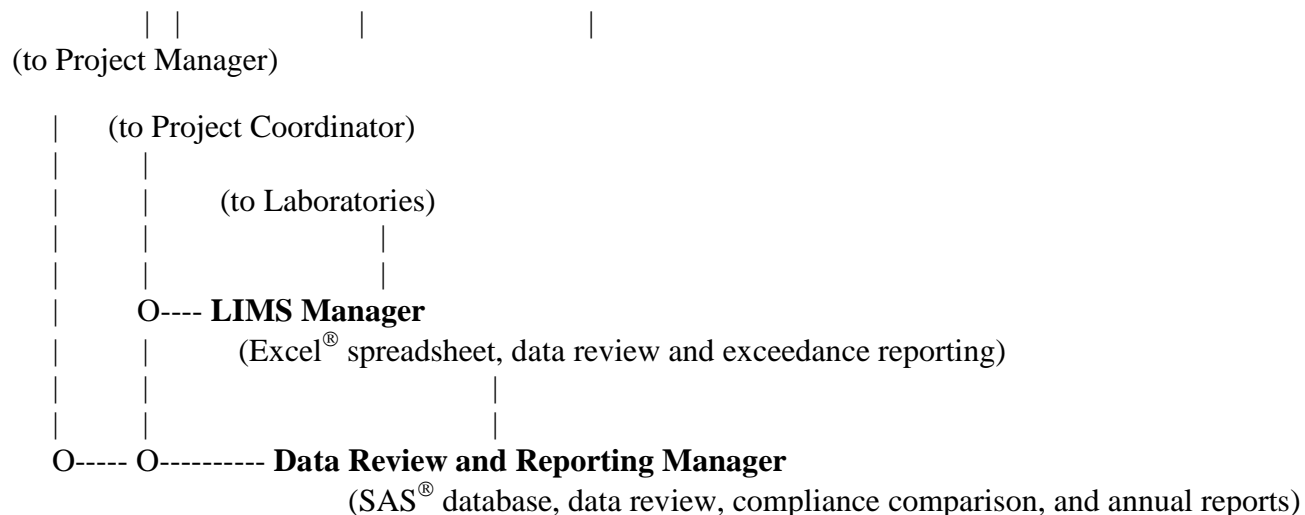 (to Project Manager)
(to Project Coordinator)
(to Laboratories)
O---- LIMS Manager
(Excel® spreadsheet, data review and exceedance reporting)
O----- O---------- Data Review and Reporting Manager
(SAS® database, data review, compliance comparison, and annual reports)